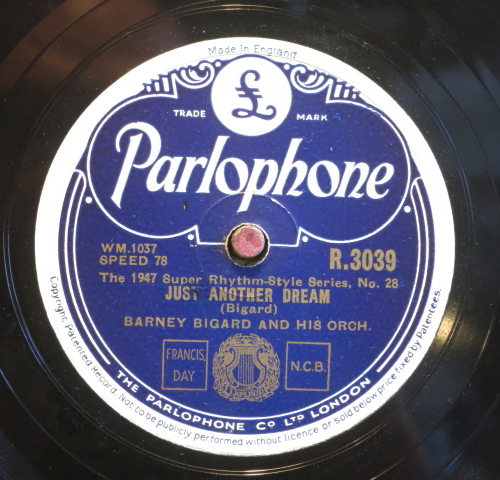 Made in England
£
TRADE MARK
Parlophone
WM.1037
SPEED 78
R.3039
The 1947 Super Rhythm-Style Series, No. 28
JUST ANOTHER DREAM
(Bigard)
BARNEY BIGARD AND HIS ORCH.
FRANCIS, DAY
N.C.B.
THE PARLOPHONE CO LTD LONDON
Copyright Patented Record. Not to be publicly performed without licence or sold below price fixed by Patentees.